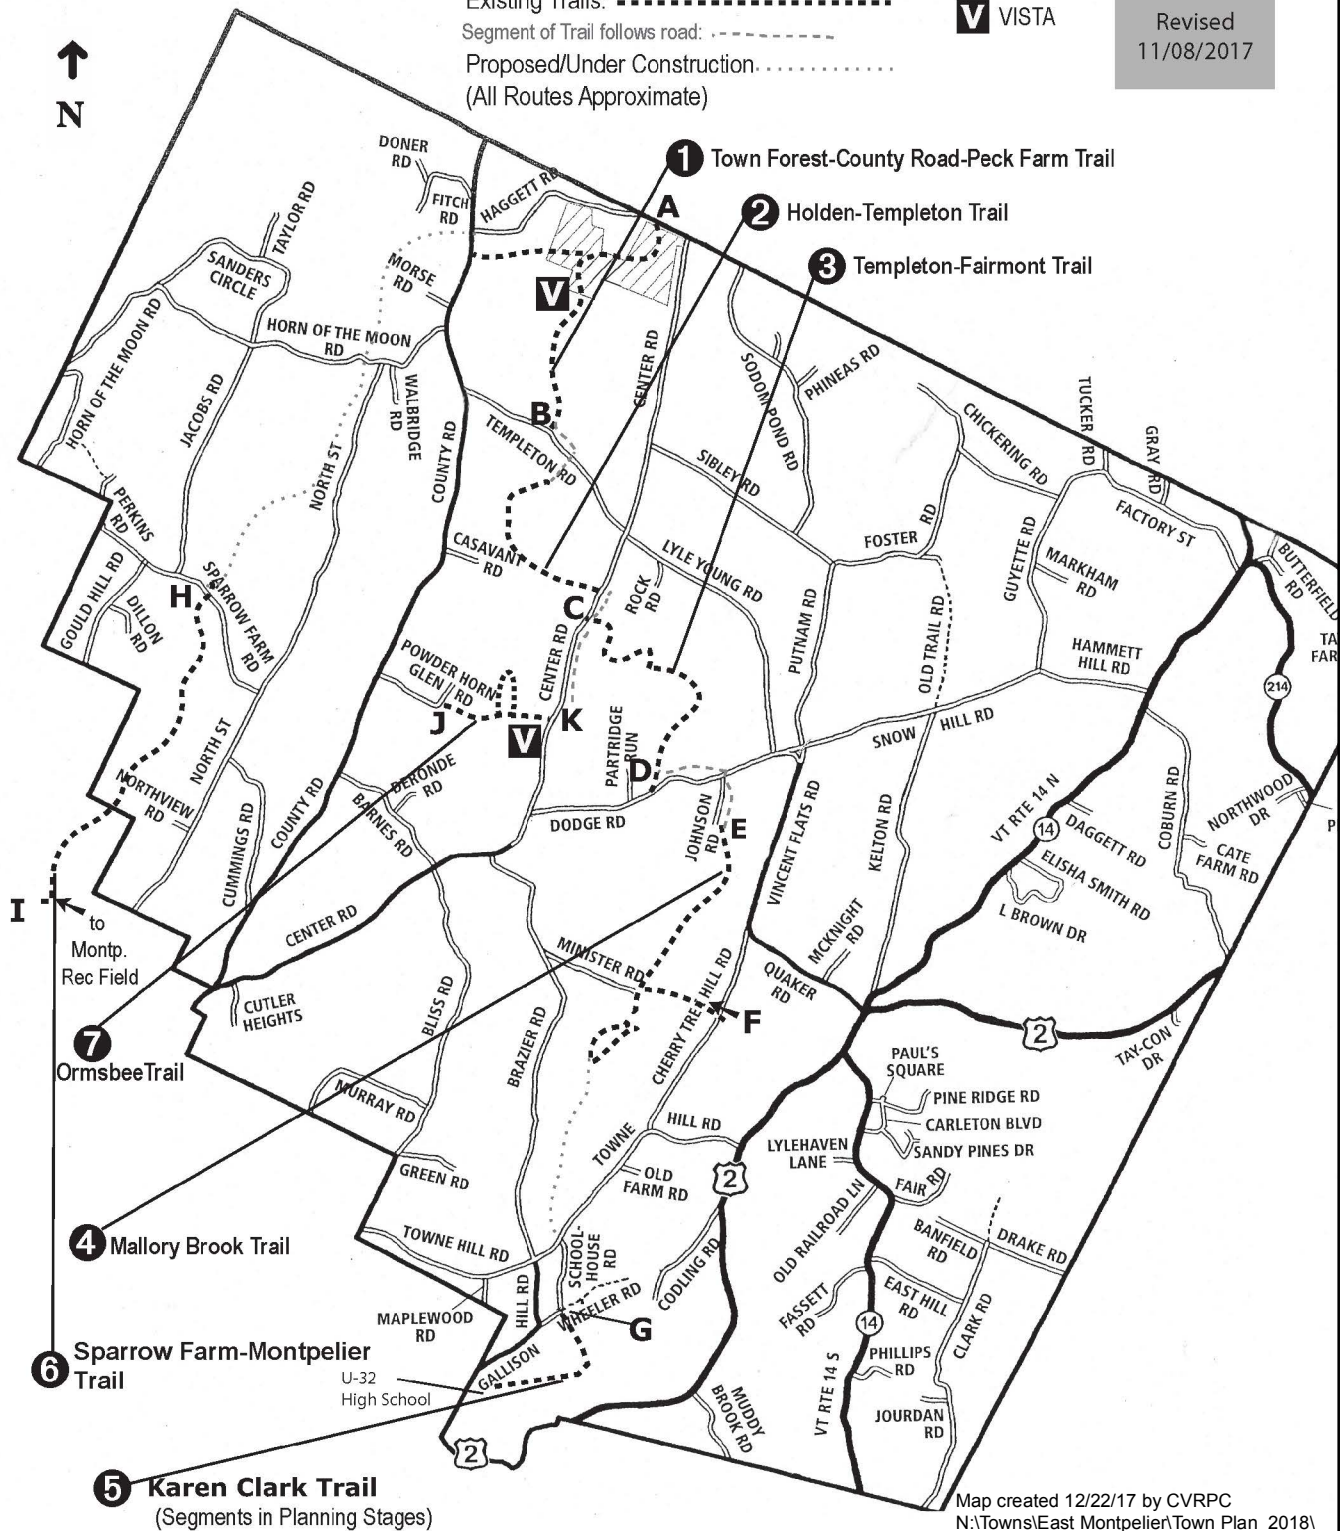 Existing Trails:
Segment of Trail follows road:
Proposed/Under Construction
(All Routes Approximate)
V VISTA
Revised
11/08/2017
N
1 Town Forest-County Road-Peck Farm Trail
2 Holden-Templeton Trail
3 Templeton-Fairmont Trail
DONER
RD
FITCH
RD
HAGGETT RD
A
TAYLOR RD
SANDERS
CIRCLE
MORSE
RD
V
HORN OF THE MOON RD
HORN OF THE MOON
RD
JACOBS RD
WALBRIDGE
RD
NORTH ST
COUNTY RD
B
TEMPLETON RD
CENTER RD
SODOM POND RD
PHINEAS RD
SIBLEY RD
CHICKERING RD
TUCKER RD
GRAY RD
FACTORY ST
FOSTER RD
GUYETTE RD
MARKHAM
RD
BUTTERFIELD
RD
TA
FAR
214
HAMMETT
HILL RD
PERKINS
RD
GOULD HILL RD
DILLON
RD
H
SPARROW FARM
RD
CASAVANT
RD
LYLE YOUNG RD
ROCK
RD
C
PUTNAM RD
OLD TRAIL RD
POWDER HORN
GLEN RD
J
CENTER RD
K
V
PARTRIDGE
RUN
D
SNOW HILL RD
NORTH ST
NORTHVIEW
RD
CUMMINGS RD
COUNTY RD
DERONDE
RD
BARNES RD
DODGE RD
JOHNSON
RD
E
VINCENT FLATS RD
KELTON RD
VT RTE 14 N
14
DAGGETT RD
COBURN RD
NORTHWOOD
DR
P
CATE
FARM RD
ELISHA SMITH RD
L BROWN DR
I
to
Montp.
Rec Field
CENTER RD
CUTLER
HEIGHTS
BLISS RD
MINISTER RD
BRAZIER RD
CHERRY TREE HILL RD
F
QUAKER
RD
MCKNIGHT
RD
2
TAY-CON
DR
7
OrmsbeeTrail
MURRAY RD
PAUL'S
SQUARE
PINE RIDGE RD
CARLETON BLVD
SANDY PINES DR
LYLEHAVEN
LANE
TOWNE HILL RD
OLD
FARM RD
2
FAIR RD
OLD RAILROAD LN
GREEN RD
4 Mallory Brook Trail
TOWNE HILL RD
SCHOOL-
HOUSE
RD
CODLING RD
BANFIELD
RD
DRAKE RD
FASSETT
RD
EAST HILL
RD
CLARK RD
14
MAPLEWOOD
RD
HILL RD
WHEELER RD
G
GALLISON
6 Sparrow Farm-Montpelier
Trail
U-32
High School
PHILLIPS
RD
VT RTE 14 S
JOURDAN
RD
MUDDY
BROOK RD
2
5 Karen Clark Trail
(Segments in Planning Stages)
Map created 12/22/17 by CVRPC
N:\Towns\East Montpelier\Town Plan_2018\